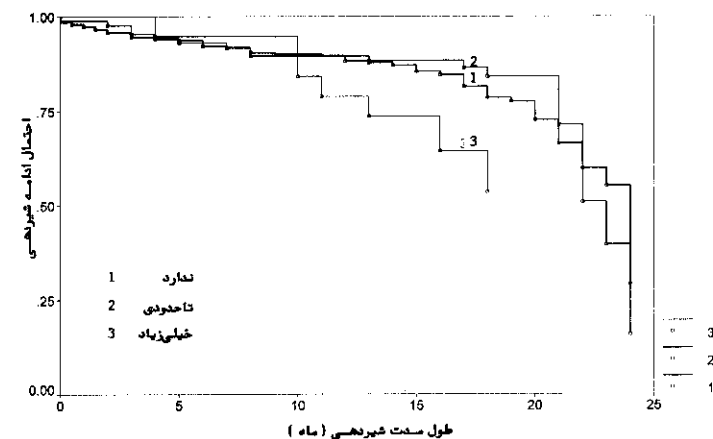 1.00
.75
.50
.25
0.00
احتمال ادامه شیردهی
2
1
3
ندارد 1
تاحدودی 2
خیلی‌زیاد 3
0 5 10 15 20 25
طول مدت شیردهی ( ماه )
3
2
1